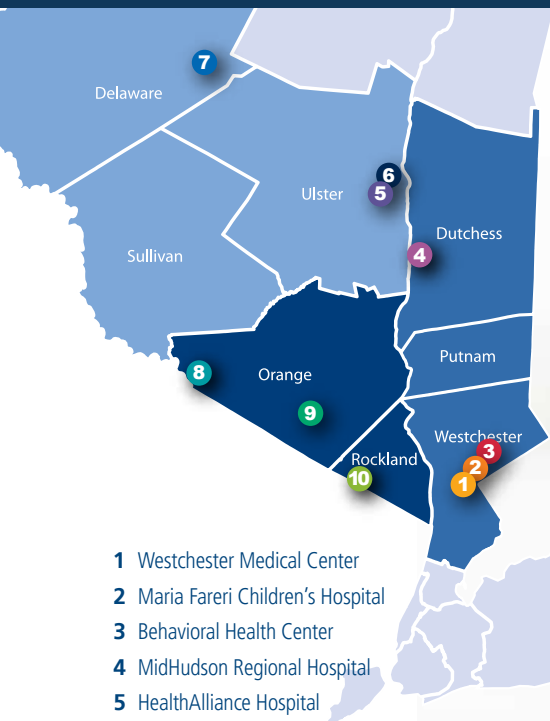 7
Delaware
6
Ulster
5
Dutchess
Sullivan
4
Putnam
8
Orange
9
Westchester
3
Rockland
2
10
1
1 Westchester Medical Center
2 Maria Fareri Children's Hospital
3 Behavioral Health Center
4 MidHudson Regional Hospital
5 HealthAlliance Hospital